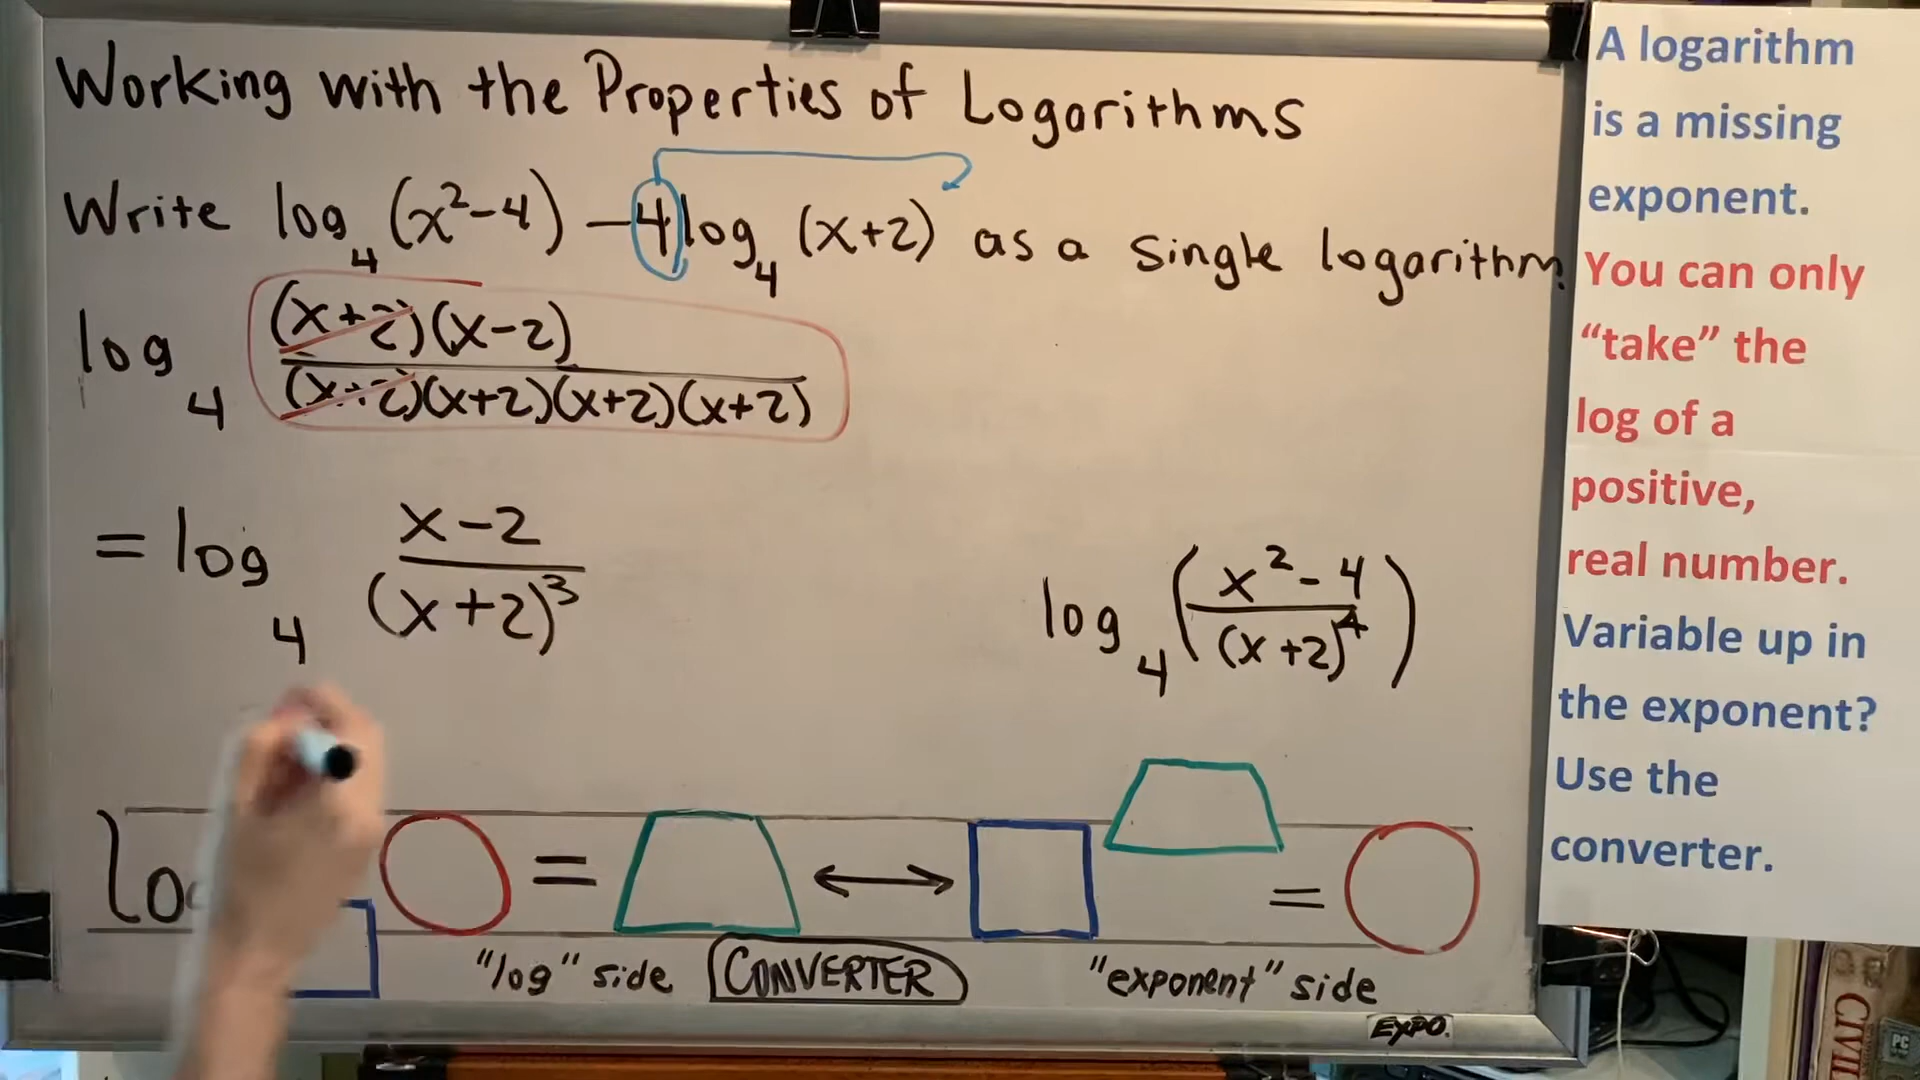 Working with the Properties of Logarithms
Write log₄ (x²-4) - 4log₄ (x+2) as a single logarithm.
log₄ (x+2)(x-2)
(x+2)(x+2)(x+2)(x+2)
= log₄ x-2
(x+2)³
log₄ (x²-4
(x+2)⁴)
= ↔ =
"log" side CONVERTER "exponent" side
EXPO.
A logarithm
is a missing
exponent.
You can only
“take” the
log of a
positive,
real number.
Variable up in
the exponent?
Use the
converter.
PC